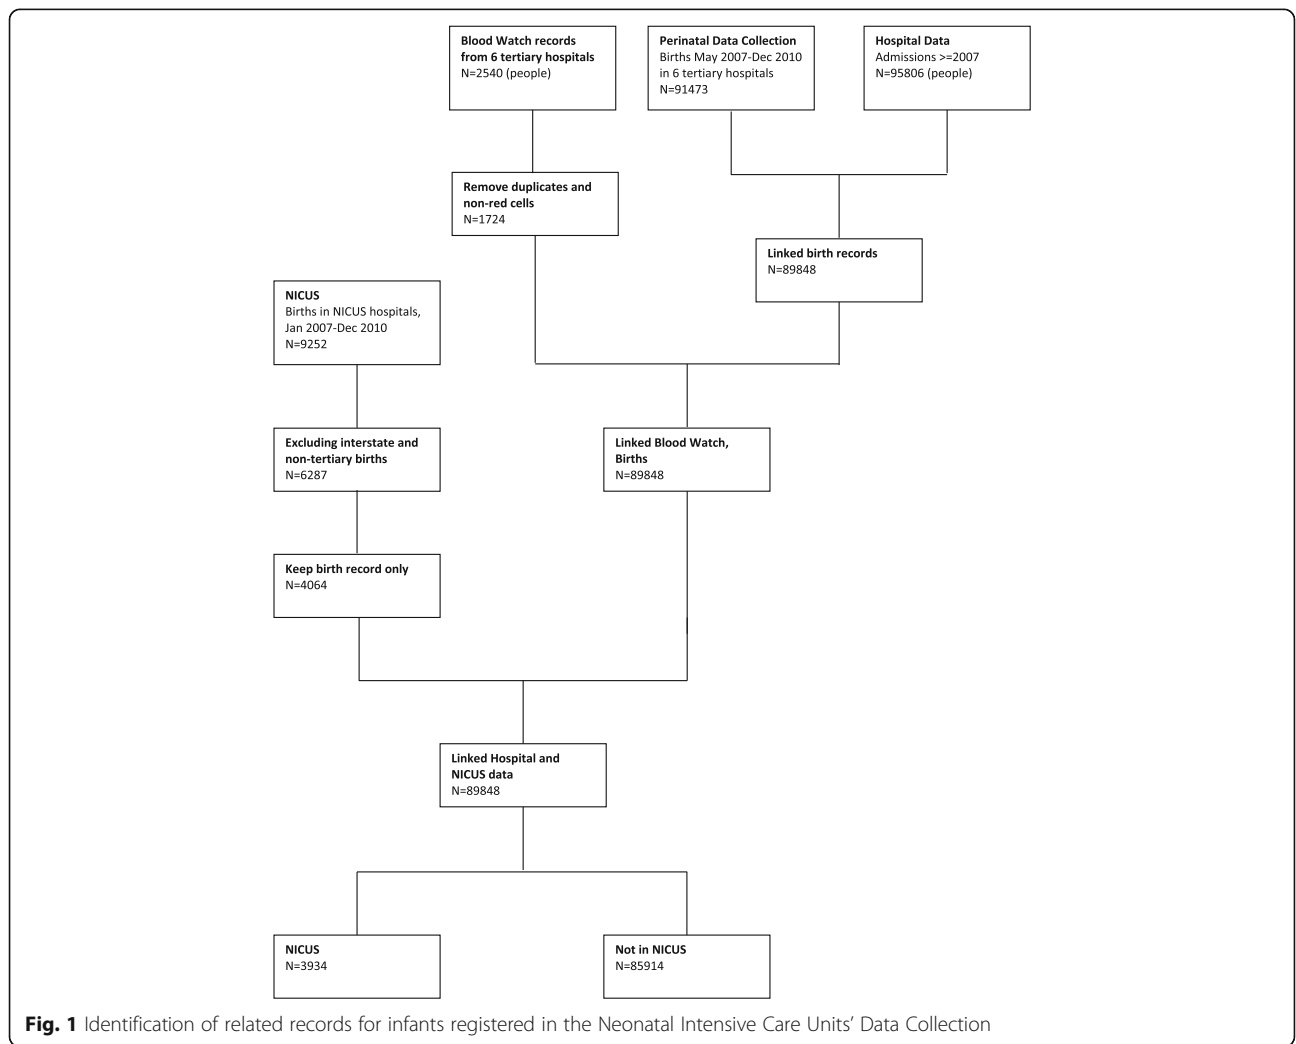 Blood Watch records
from 6 tertiary hospitals
N=2540 (people)
Perinatal Data Collection
Births May 2007-Dec 2010
in 6 tertiary hospitals
N=91473
Hospital Data
Admissions >=2007
N=95806 (people)
Remove duplicates and
non-red cells
N=1724
Linked birth records
N=89848
NICUS
Births in NICUS hospitals,
Jan 2007-Dec 2010
N=9252
Excluding interstate and
non-tertiary births
N=6287
Linked Blood Watch,
Births
N=89848
Keep birth record only
N=4064
Linked Hospital and
NICUS data
N=89848
NICUS
N=3934
Not in NICUS
N=85914
Fig. 1 Identification of related records for infants registered in the Neonatal Intensive Care Units’ Data Collection